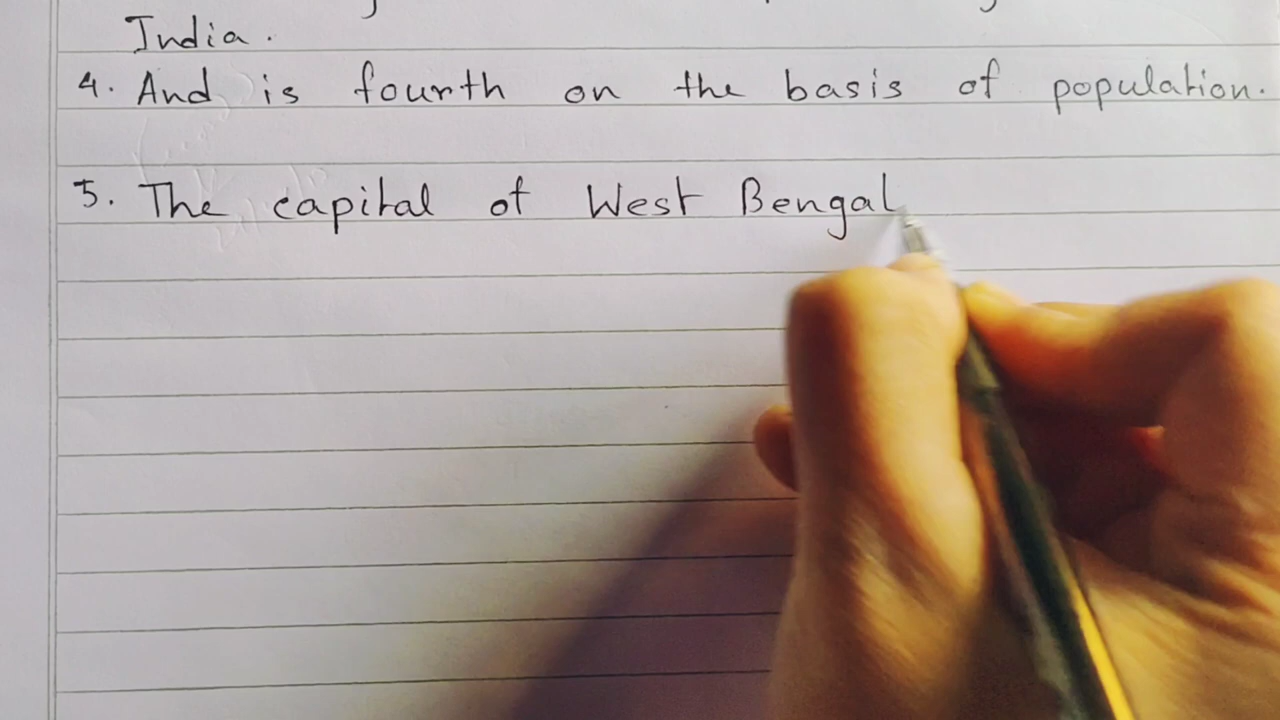 India.
4. And is fourth on the basis of population.
5. The capital of West Bengal